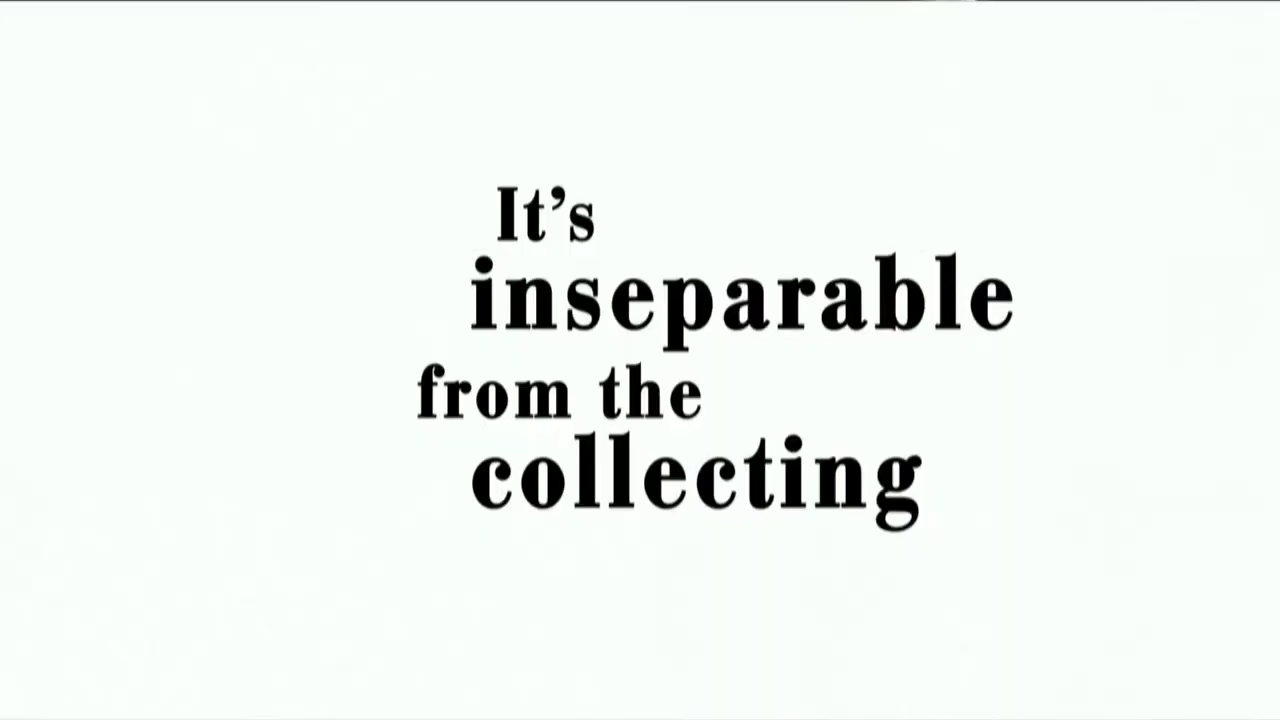 It’s
inseparable
from the
collecting